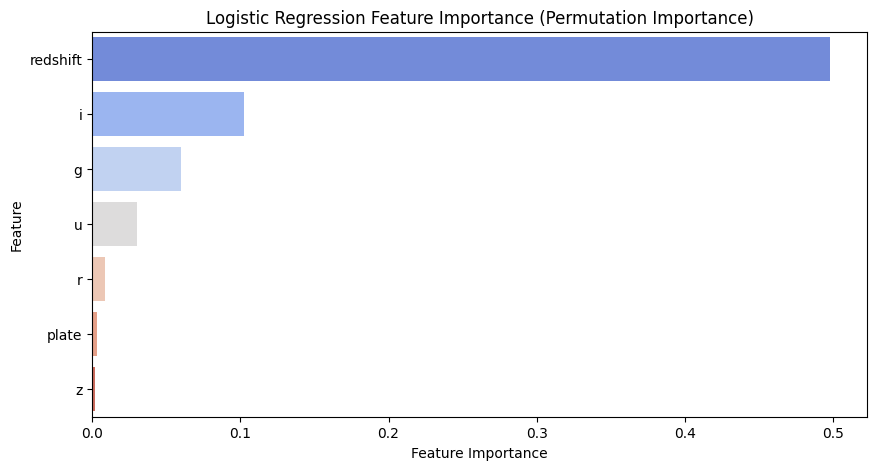 Logistic Regression Feature Importance (Permutation Importance)
redshift
i
g
u
r
plate
z
Feature
0.0 0.1 0.2 0.3 0.4 0.5
Feature Importance